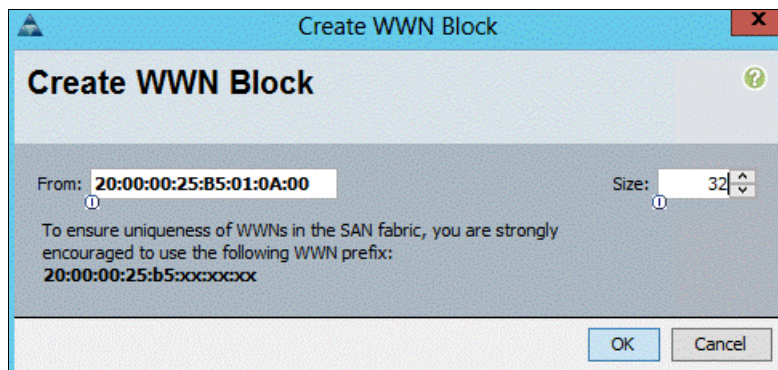 Create WWN Block
X
Create WWN Block
?
From: 20:00:00:25:B5:01:0A:00 Size: 32
To ensure uniqueness of WWNs in the SAN fabric, you are strongly
encouraged to use the following WWN prefix:
20:00:00:25:b5:xx:xx:xx
OK Cancel